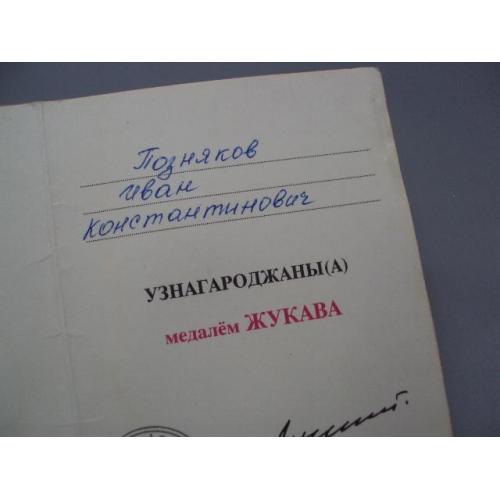 Позняков
Иван
Константинович
УЗНАГАРОДЖАНЫ(А)
медалём ЖУКАВА